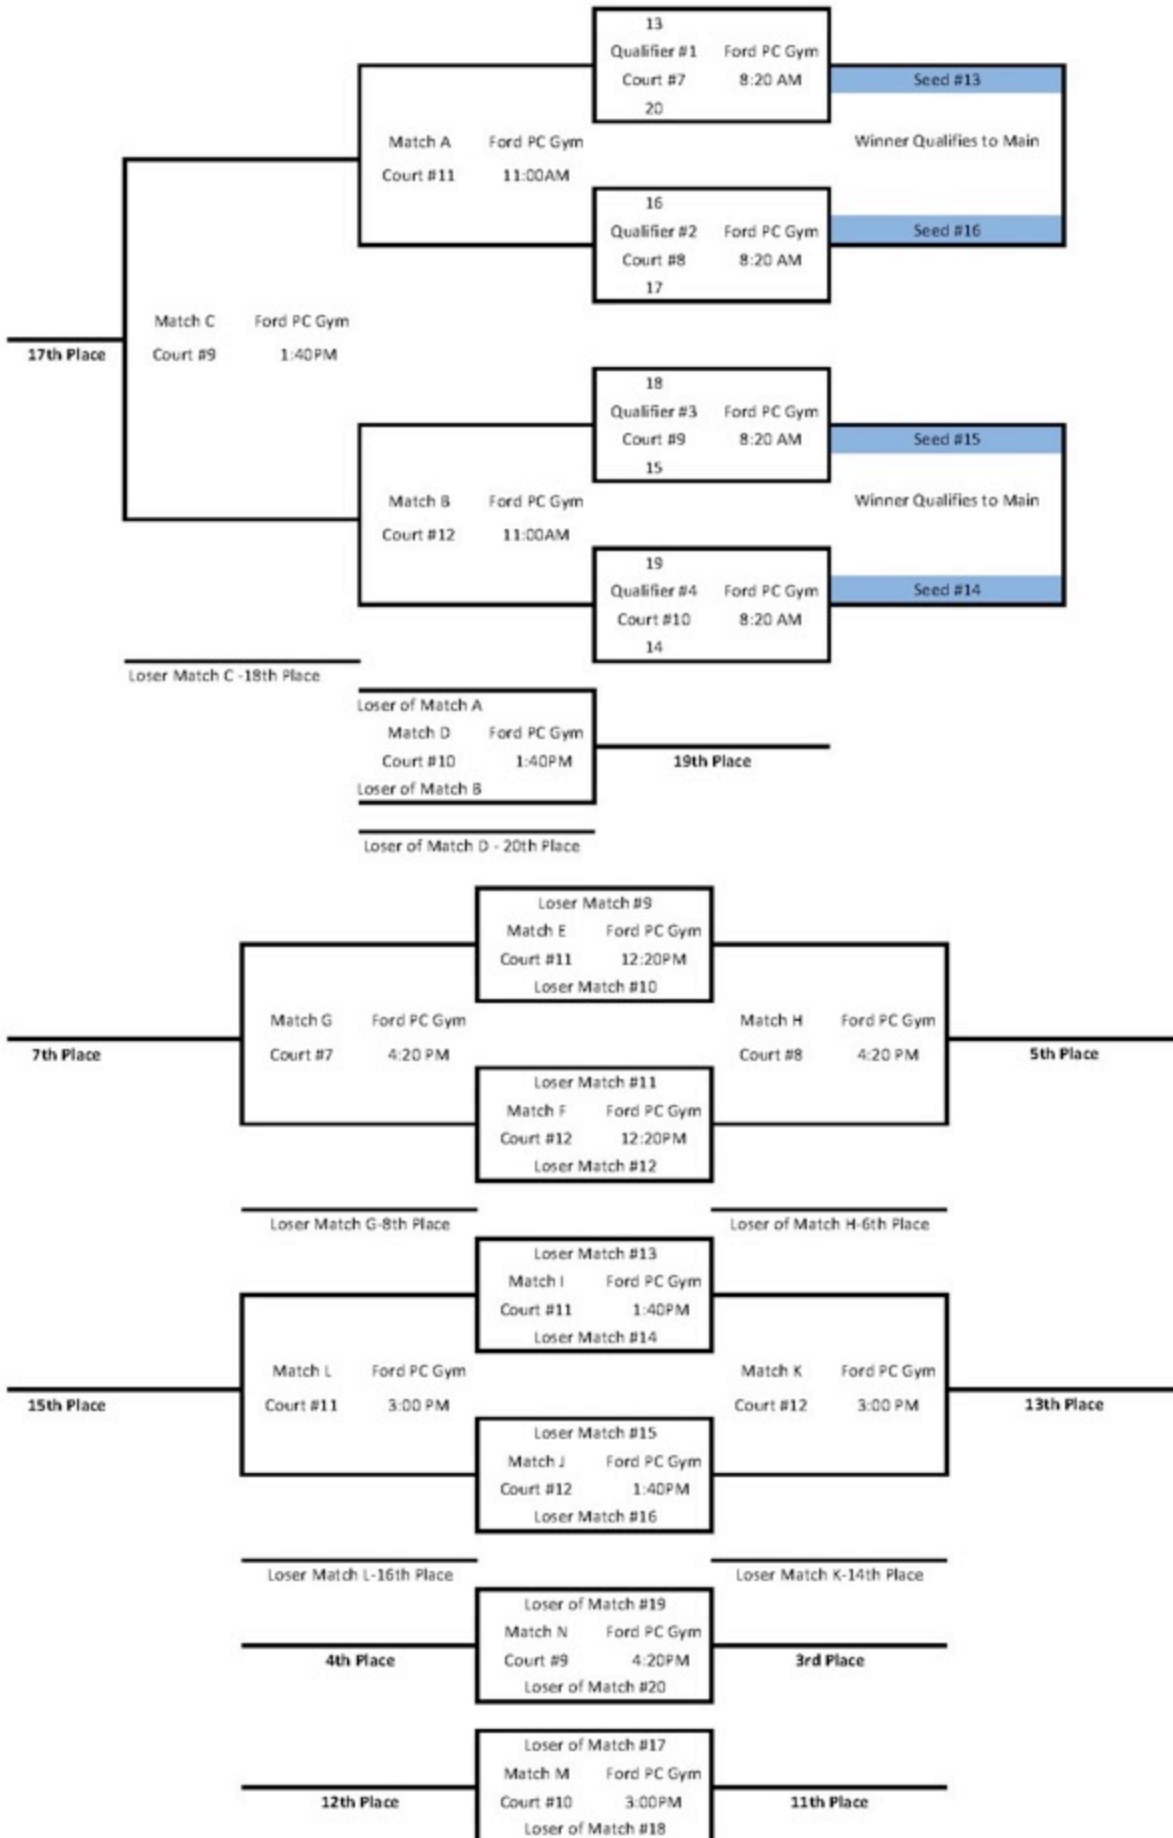 13
Qualifier #1 Ford PC Gym
Court #7 8:20 AM
20
Seed #13
Winner Qualifies to Main
Match A Ford PC Gym
Court #11 11:00AM
16
Qualifier #2 Ford PC Gym
Court #8 8:20 AM
17
Seed #16
Match C Ford PC Gym
Court #9 1:40PM
17th Place
18
Qualifier #3 Ford PC Gym
Court #9 8:20 AM
15
Seed #15
Winner Qualifies to Main
Match B Ford PC Gym
Court #12 11:00AM
19
Qualifier #4 Ford PC Gym
Court #10 8:20 AM
14
Seed #14
Loser Match C -18th Place
Loser of Match A
Match D Ford PC Gym
Court #10 1:40PM
Loser of Match B
19th Place
Loser of Match D - 20th Place
Loser Match #9
Match E Ford PC Gym
Court #11 12:20PM
Loser Match #10
Match G Ford PC Gym
Court #7 4:20 PM
7th Place
Match H Ford PC Gym
Court #8 4:20 PM
5th Place
Loser Match #11
Match F Ford PC Gym
Court #12 12:20PM
Loser Match #12
Loser Match G-8th Place
Loser of Match H-6th Place
Loser Match #13
Match I Ford PC Gym
Court #11 1:40PM
Loser Match #14
Match L Ford PC Gym
Court #11 3:00 PM
15th Place
Match K Ford PC Gym
Court #12 3:00 PM
13th Place
Loser Match #15
Match J Ford PC Gym
Court #12 1:40PM
Loser Match #16
Loser Match L-16th Place
Loser Match K-14th Place
Loser of Match #19
Match N Ford PC Gym
Court #9 4:20PM
Loser of Match #20
4th Place
3rd Place
Loser of Match #17
Match M Ford PC Gym
Court #10 3:00PM
Loser of Match #18
12th Place
11th Place